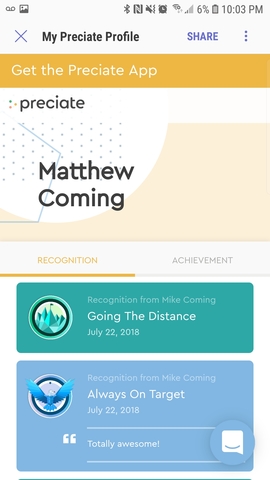 6% 10:03 PM
My Preciate Profile SHARE
Get the Preciate App
preciate
Matthew
Coming
RECOGNITION ACHIEVEMENT
Recognition from Mike Coming
Going The Distance
July 22, 2018
Recognition from Mike Coming
Always On Target
July 22, 2018
Totally awesome!